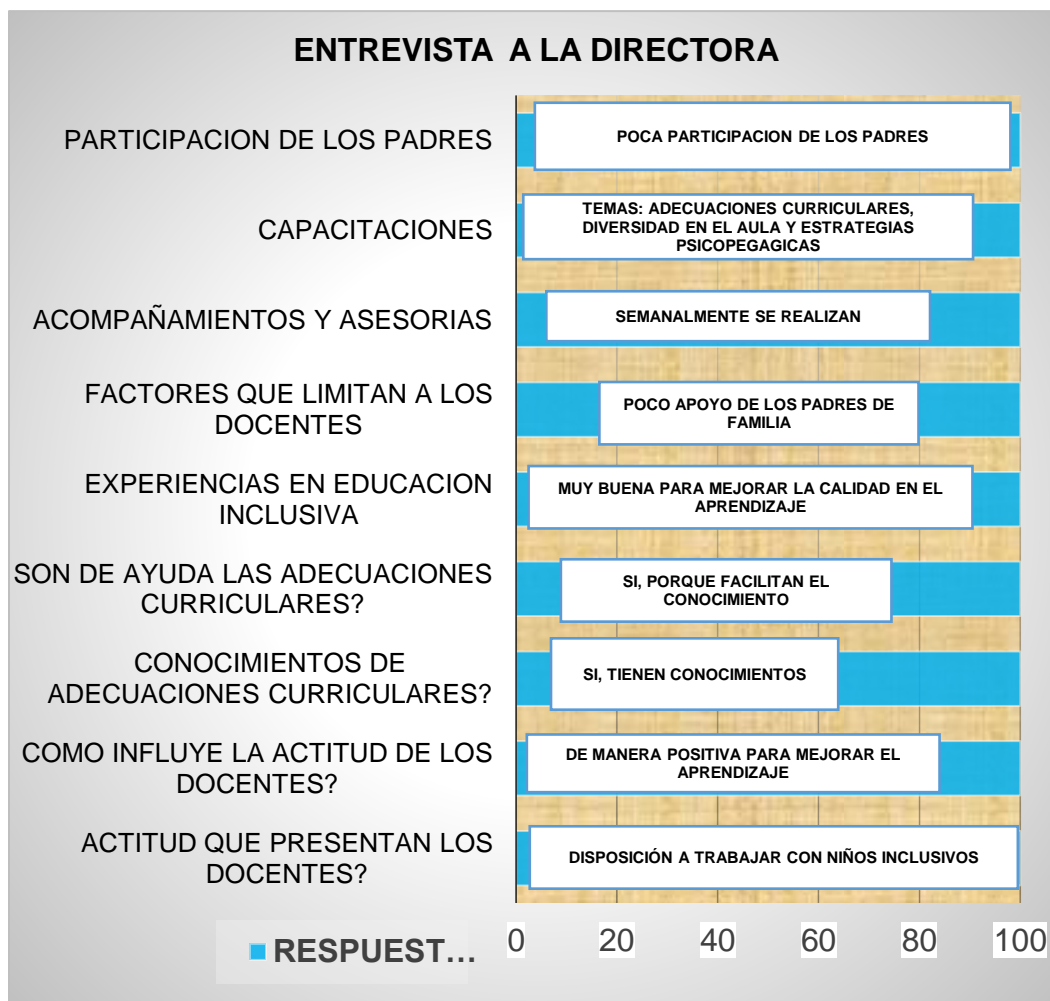 ENTREVISTA A LA DIRECTORA
PARTICIPACION DE LOS PADRES
POCA PARTICIPACION DE LOS PADRES
CAPACITACIONES
TEMAS: ADECUACIONES CURRICULARES,
DIVERSIDAD EN EL AULA Y ESTRATEGIAS
PSICOPEGAGICAS
ACOMPAÑAMIENTOS Y ASESORIAS
SEMANALMENTE SE REALIZAN
FACTORES QUE LIMITAN A LOS
DOCENTES
POCO APOYO DE LOS PADRES DE
FAMILIA
EXPERIENCIAS EN EDUCACION
INCLUSIVA
MUY BUENA PARA MEJORAR LA CALIDAD EN EL
APRENDIZAJE
SON DE AYUDA LAS ADECUACIONES
CURRICULARES?
SI, PORQUE FACILITAN EL
CONOCIMIENTO
CONOCIMIENTOS DE
ADECUACIONES CURRICULARES?
SI, TIENEN CONOCIMIENTOS
COMO INFLUYE LA ACTITUD DE LOS
DOCENTES?
DE MANERA POSITIVA PARA MEJORAR EL
APRENDIZAJE
ACTITUD QUE PRESENTAN LOS
DOCENTES?
DISPOSICIÓN A TRABAJAR CON NIÑOS INCLUSIVOS
0 20 40 60 80 100
RESPUEST...